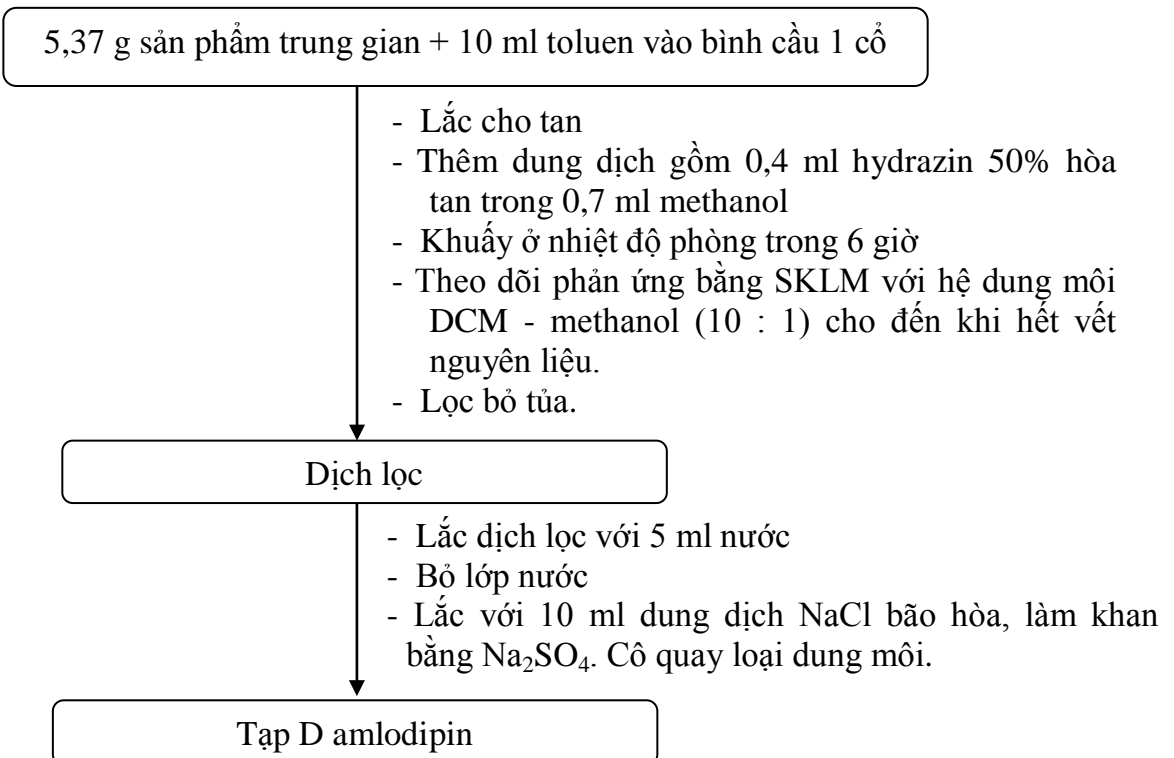 5,37 g sản phẩm trung gian + 10 ml toluen vào bình cầu 1 cổ
- Lắc cho tan
- Thêm dung dịch gồm 0,4 ml hydrazin 50% hòa
tan trong 0,7 ml methanol
- Khuấy ở nhiệt độ phòng trong 6 giờ
- Theo dõi phản ứng bằng SKLM với hệ dung môi
DCM - methanol (10 : 1) cho đến khi hết vết
nguyên liệu.
- Lọc bỏ tủa.
Dịch lọc
- Lắc dịch lọc với 5 ml nước
- Bỏ lớp nước
- Lắc với 10 ml dung dịch NaCl bão hòa, làm khan
bằng Na₂SO₄. Cô quay loại dung môi.
Tạp D amlodipin